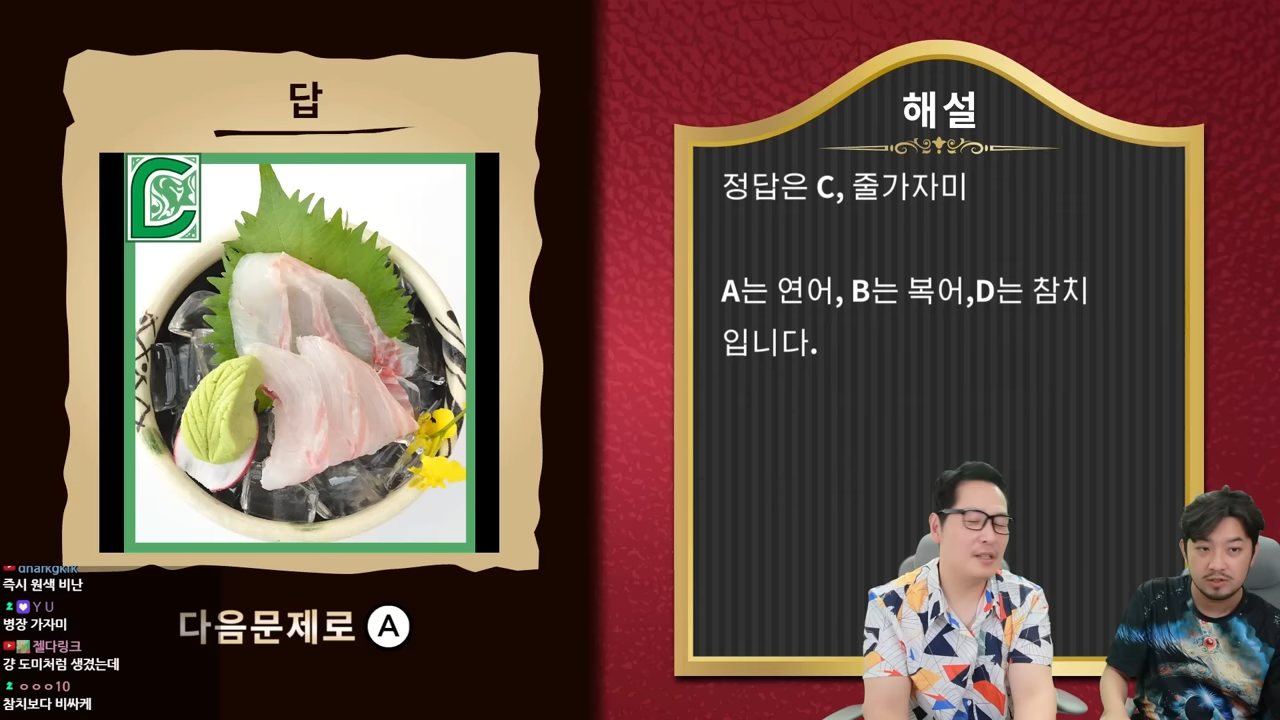 답
C
해설
정답은 C, 줄가자미
A는 연어, B는 복어,D는 참치
입니다.
다음문제로 A
dnarkgklk
즉시 원색 비난
Y U
병장 가자미
젤다링크
걍 도미처럼 생겼는데
ㅇㅇㅇ10
참치보다 비싸케